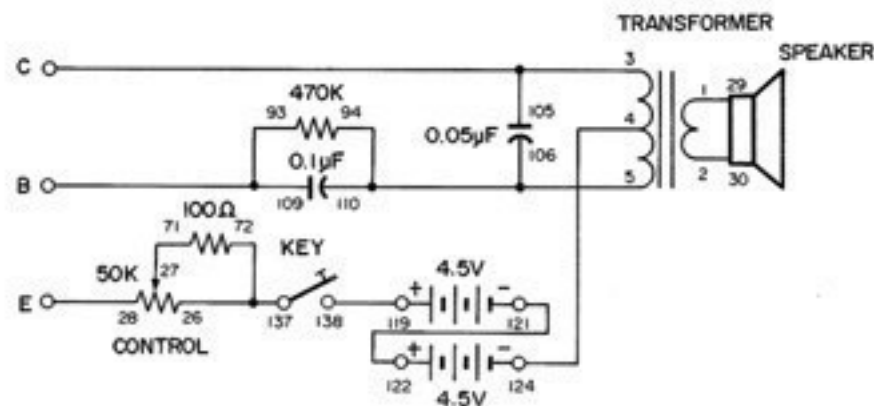 TRANSFORMER
SPEAKER
C
3
470K
1
29
93
94
105
4
0.05µF
0.1µF
106
2
30
B
109
110
5
100Ω
71
72
KEY
50K
27
4.5V
+
-
E
28
26
137
138
119
121
CONTROL
+
-
122
124
4.5V